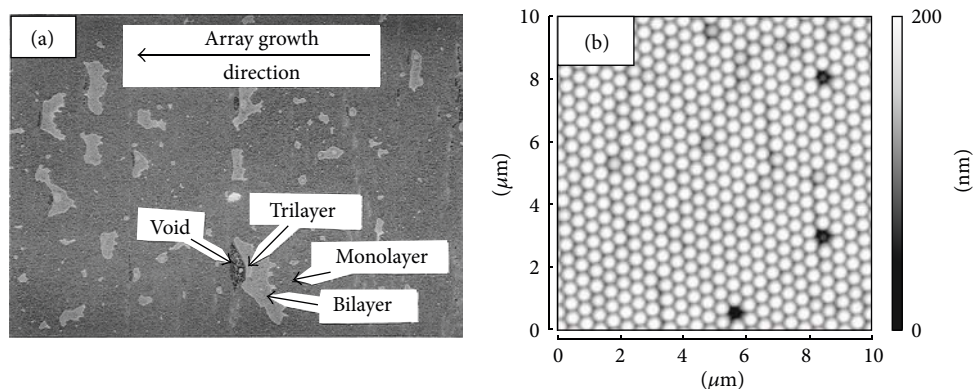 (a)
Array growth
direction
Void
Trilayer
Monolayer
Bilayer
(b)
10
8
6
4
2
0
(μm)
0 2 4 6 8 10
(μm)
200
(nm)
0